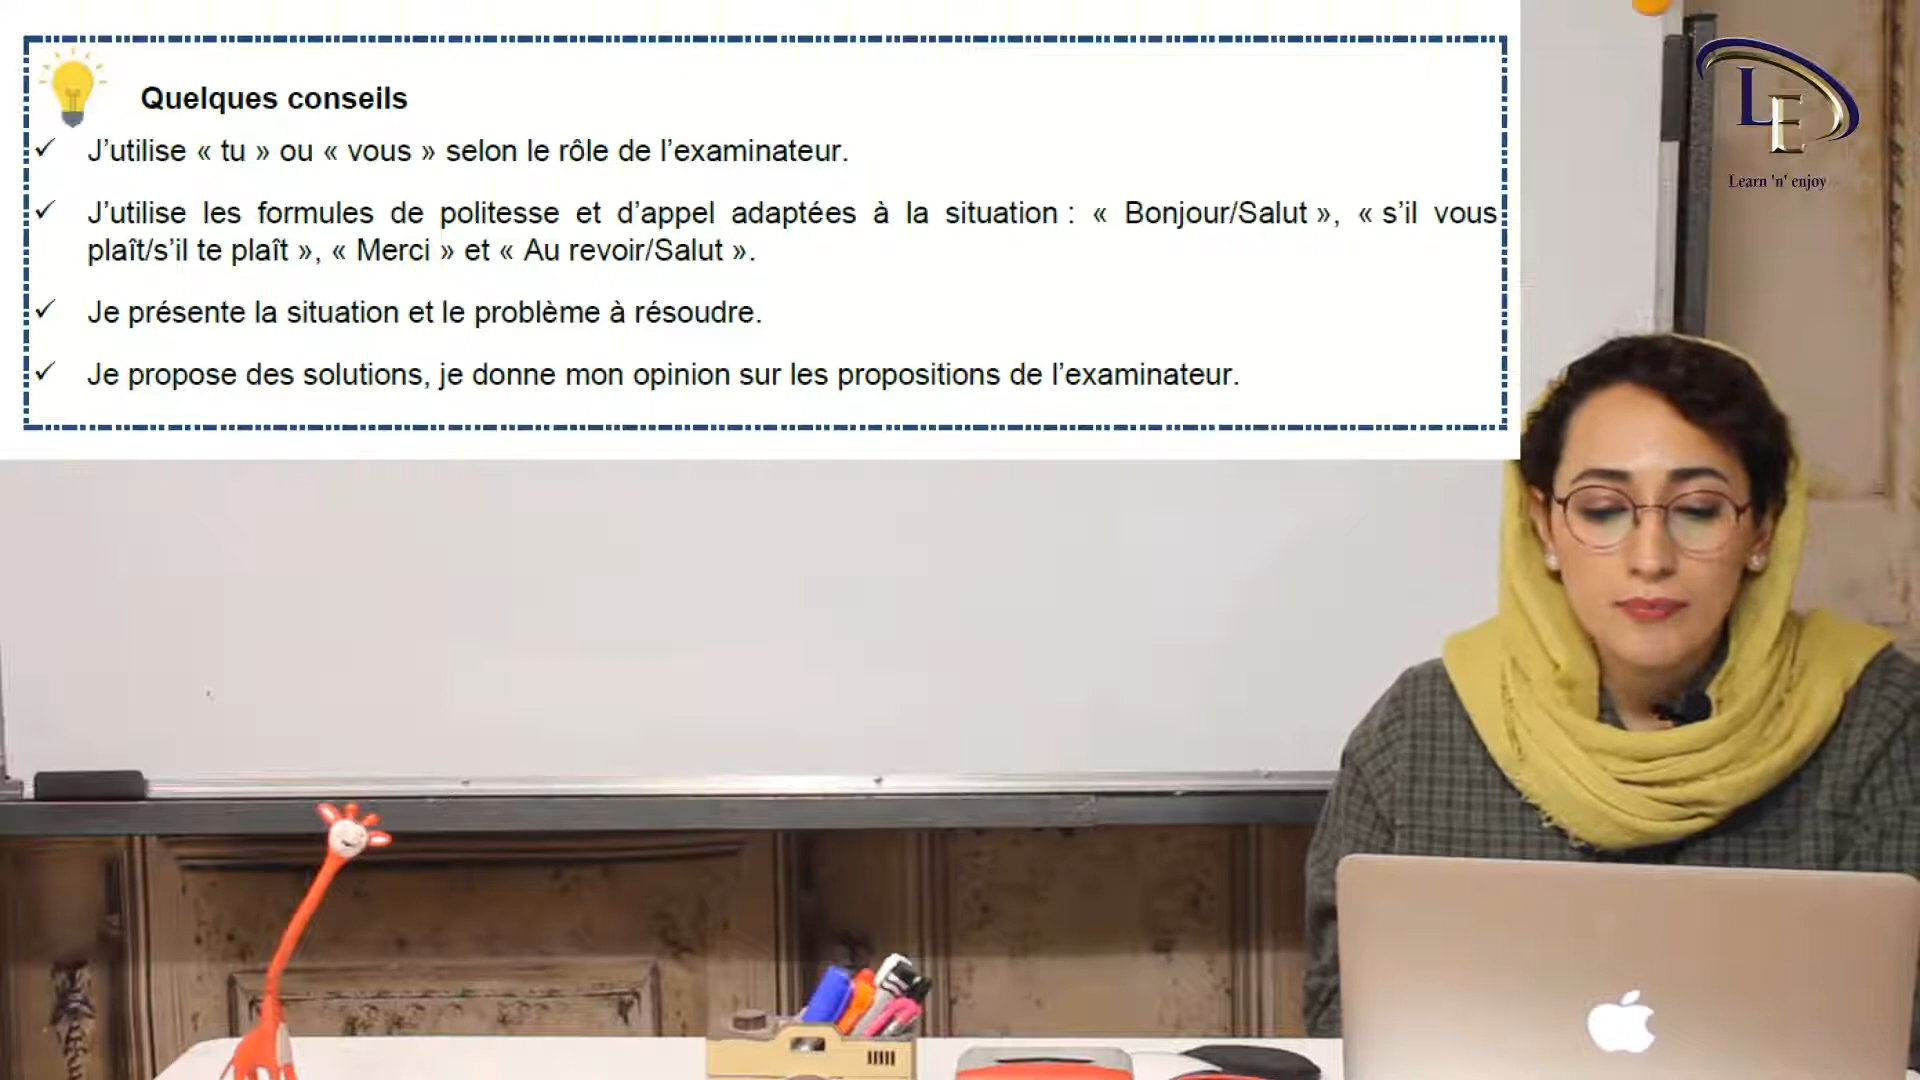 Quelques conseils
J’utilise « tu » ou « vous » selon le rôle de l’examinateur.
J’utilise les formules de politesse et d’appel adaptées à la situation : « Bonjour/Salut », « s’il vous
plaît/s’il te plaît », « Merci » et « Au revoir/Salut ».
Je présente la situation et le problème à résoudre.
Je propose des solutions, je donne mon opinion sur les propositions de l’examinateur.
LE
Learn 'n' enjoy